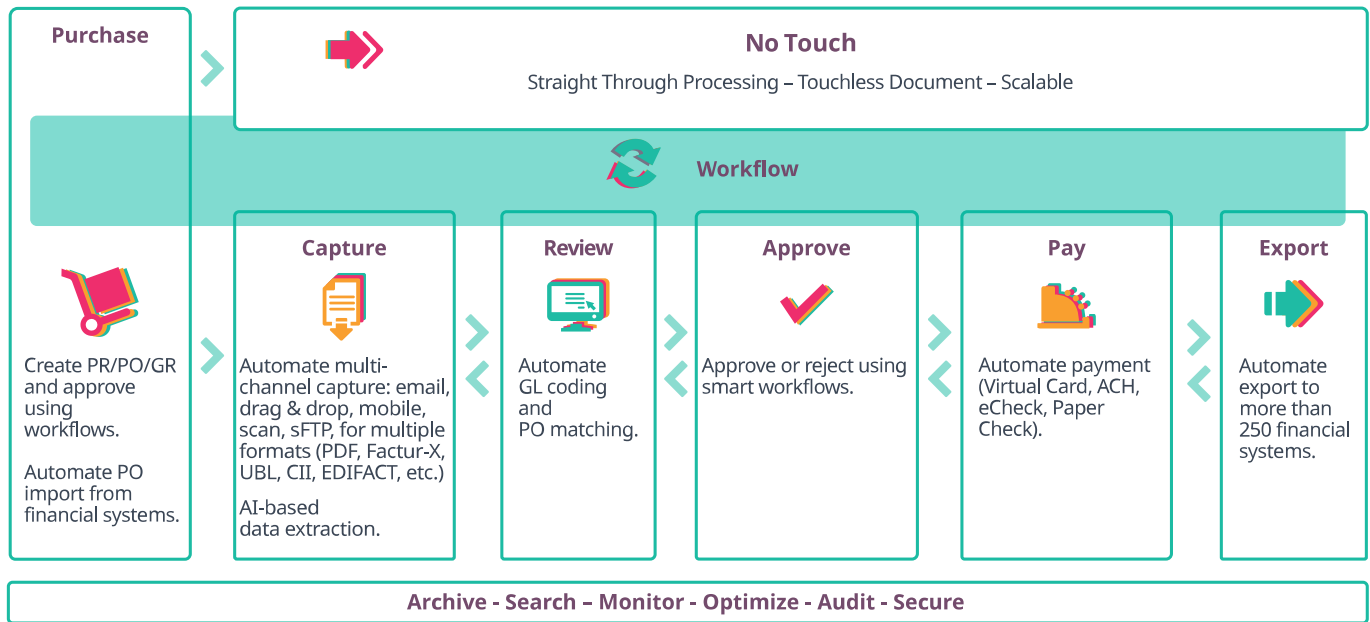 Purchase
No Touch
Straight Through Processing – Touchless Document – Scalable
Workflow
Create PR/PO/GR
and approve
using
workflows.
Automate PO
import from
financial systems.
Capture
Automate multi-
channel capture: email,
drag & drop, mobile,
scan, sFTP, for multiple
formats (PDF, Factur-X,
UBL, CII, EDIFACT, etc.)
AI-based
data extraction.
Review
Automate
GL coding
and
PO matching.
Approve
Approve or reject using
smart workflows.
Pay
Automate payment
(Virtual Card, ACH,
eCheck, Paper
Check).
Export
Automate
export to
more than
250 financial
systems.
Archive - Search – Monitor - Optimize - Audit - Secure